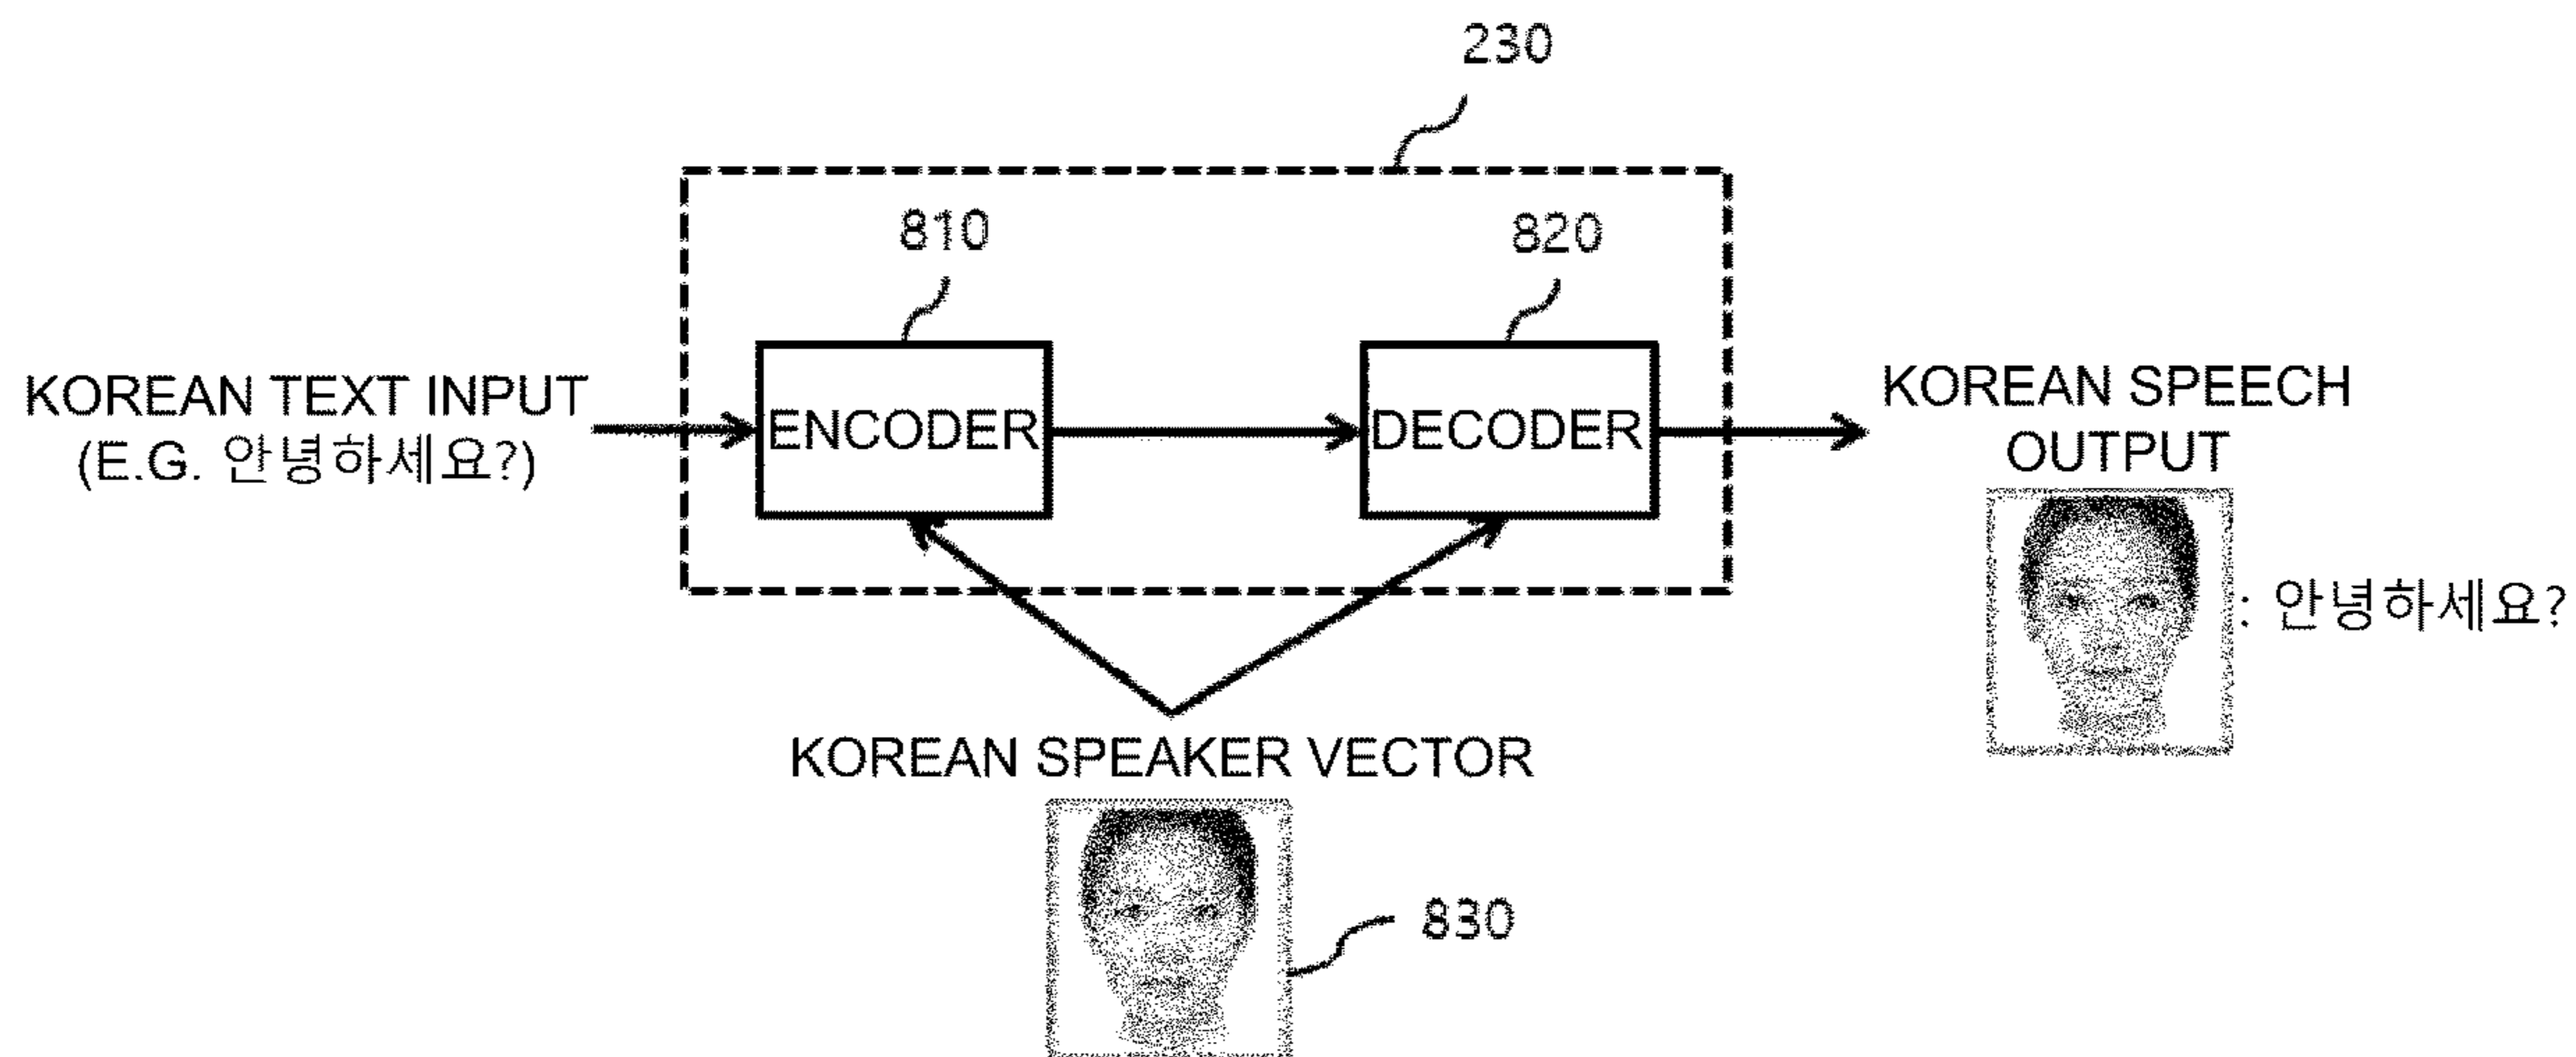 230
810
820
KOREAN TEXT INPUT
(E.G. 안녕하세요?)
ENCODER
DECODER
KOREAN SPEECH
OUTPUT
: 안녕하세요?
KOREAN SPEAKER VECTOR
830